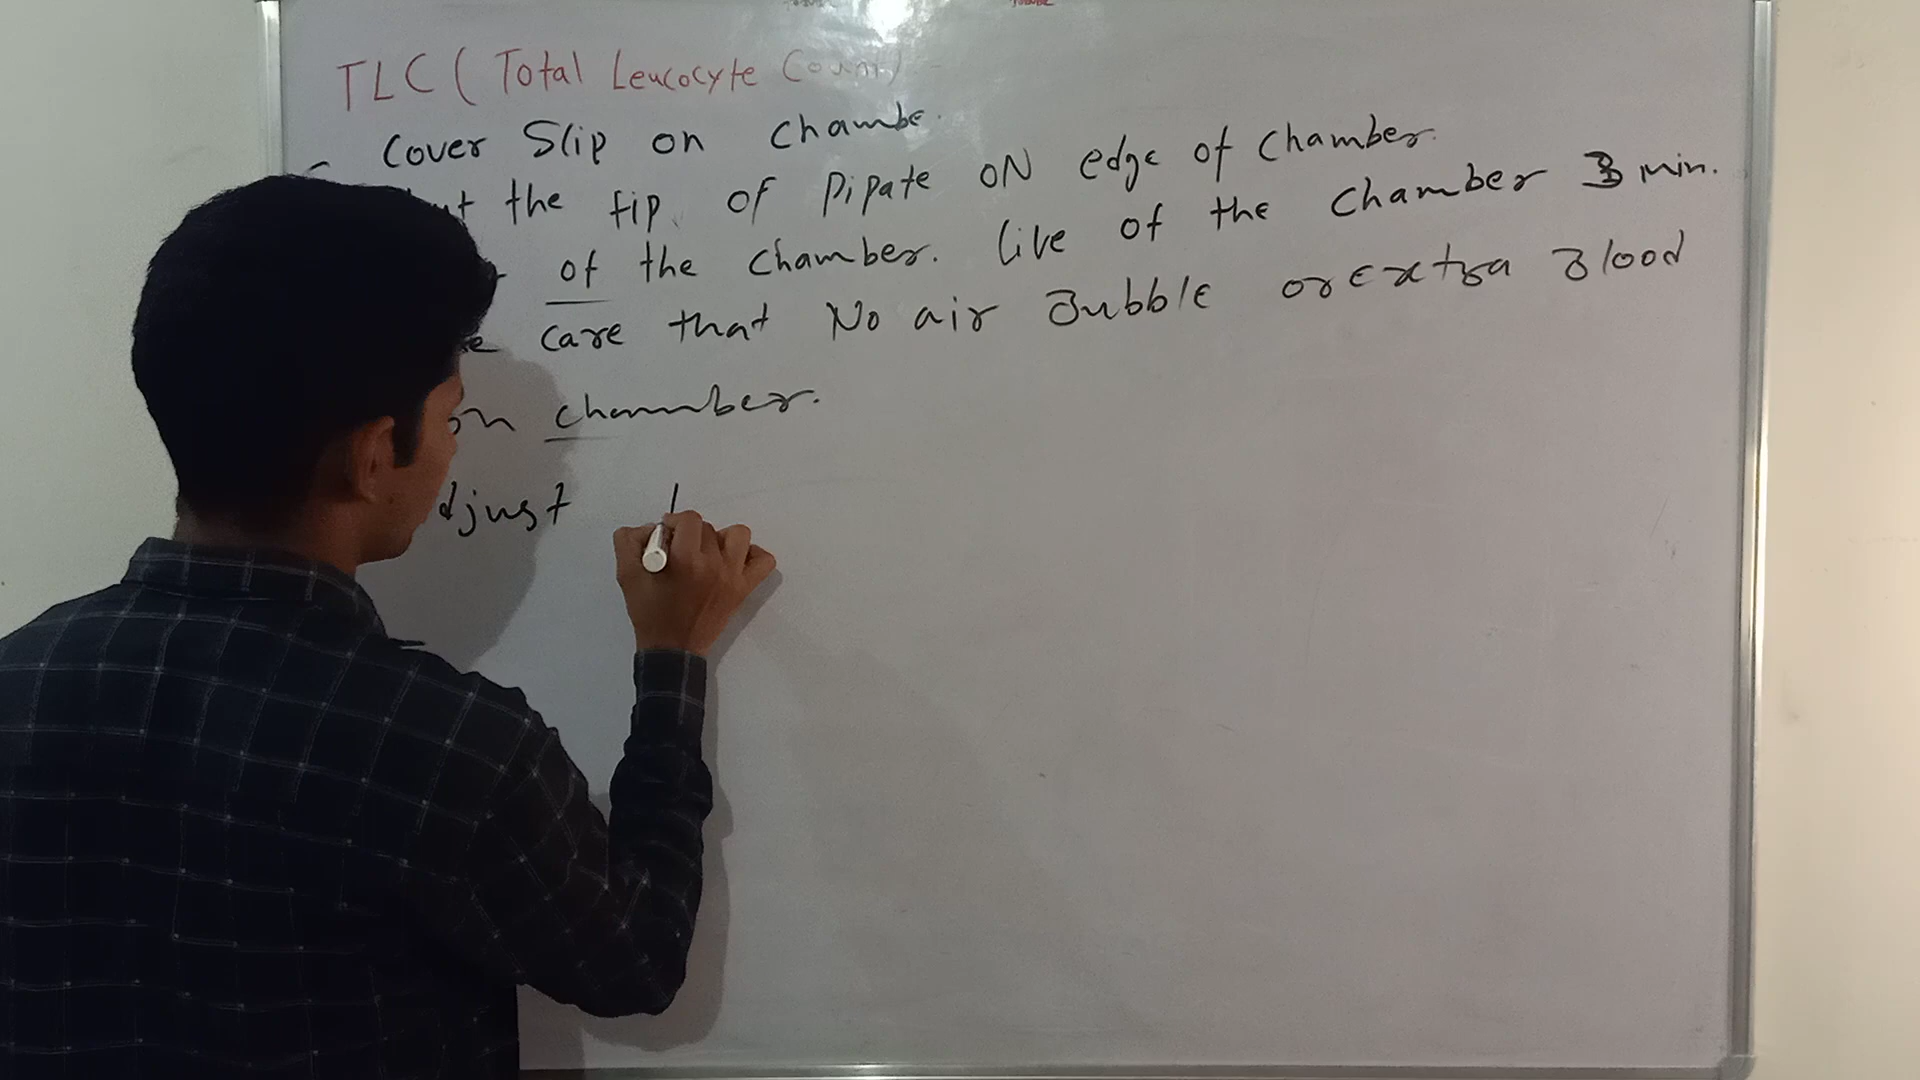 TLC ( Total Leucocyte Count)
Cover Slip on Chambe.
the tip of Pipate ON edge of Chamber.
of the Chamber. live of the Chamber 3 min.
care that No air Bubble or extra Blood
on chamber.
djust